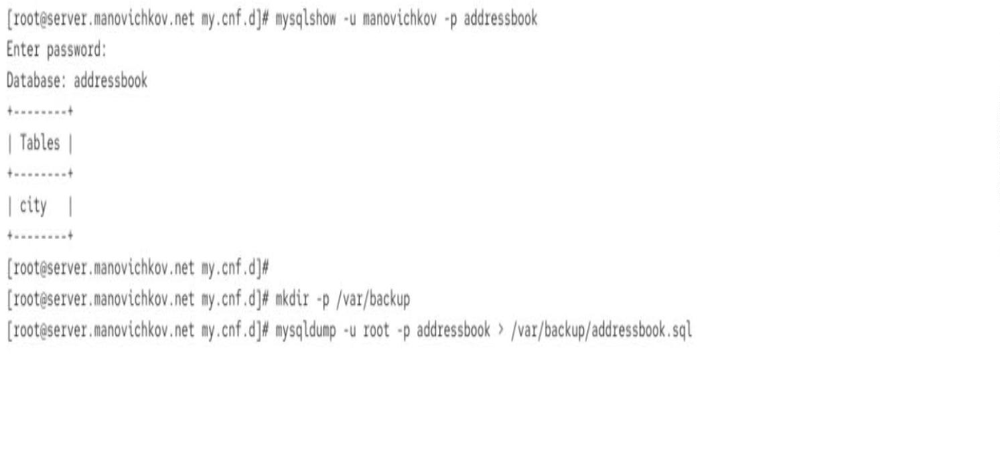 [root@server.manovichkov.net my.cnf.d]# mysqlshow -u manovichkov -p addressbook
Enter password:
Database: addressbook
+--------+
| Tables |
+--------+
| city   |
+--------+
[root@server.manovichkov.net my.cnf.d]#
[root@server.manovichkov.net my.cnf.d]# mkdir -p /var/backup
[root@server.manovichkov.net my.cnf.d]# mysqldump -u root -p addressbook > /var/backup/addressbook.sql